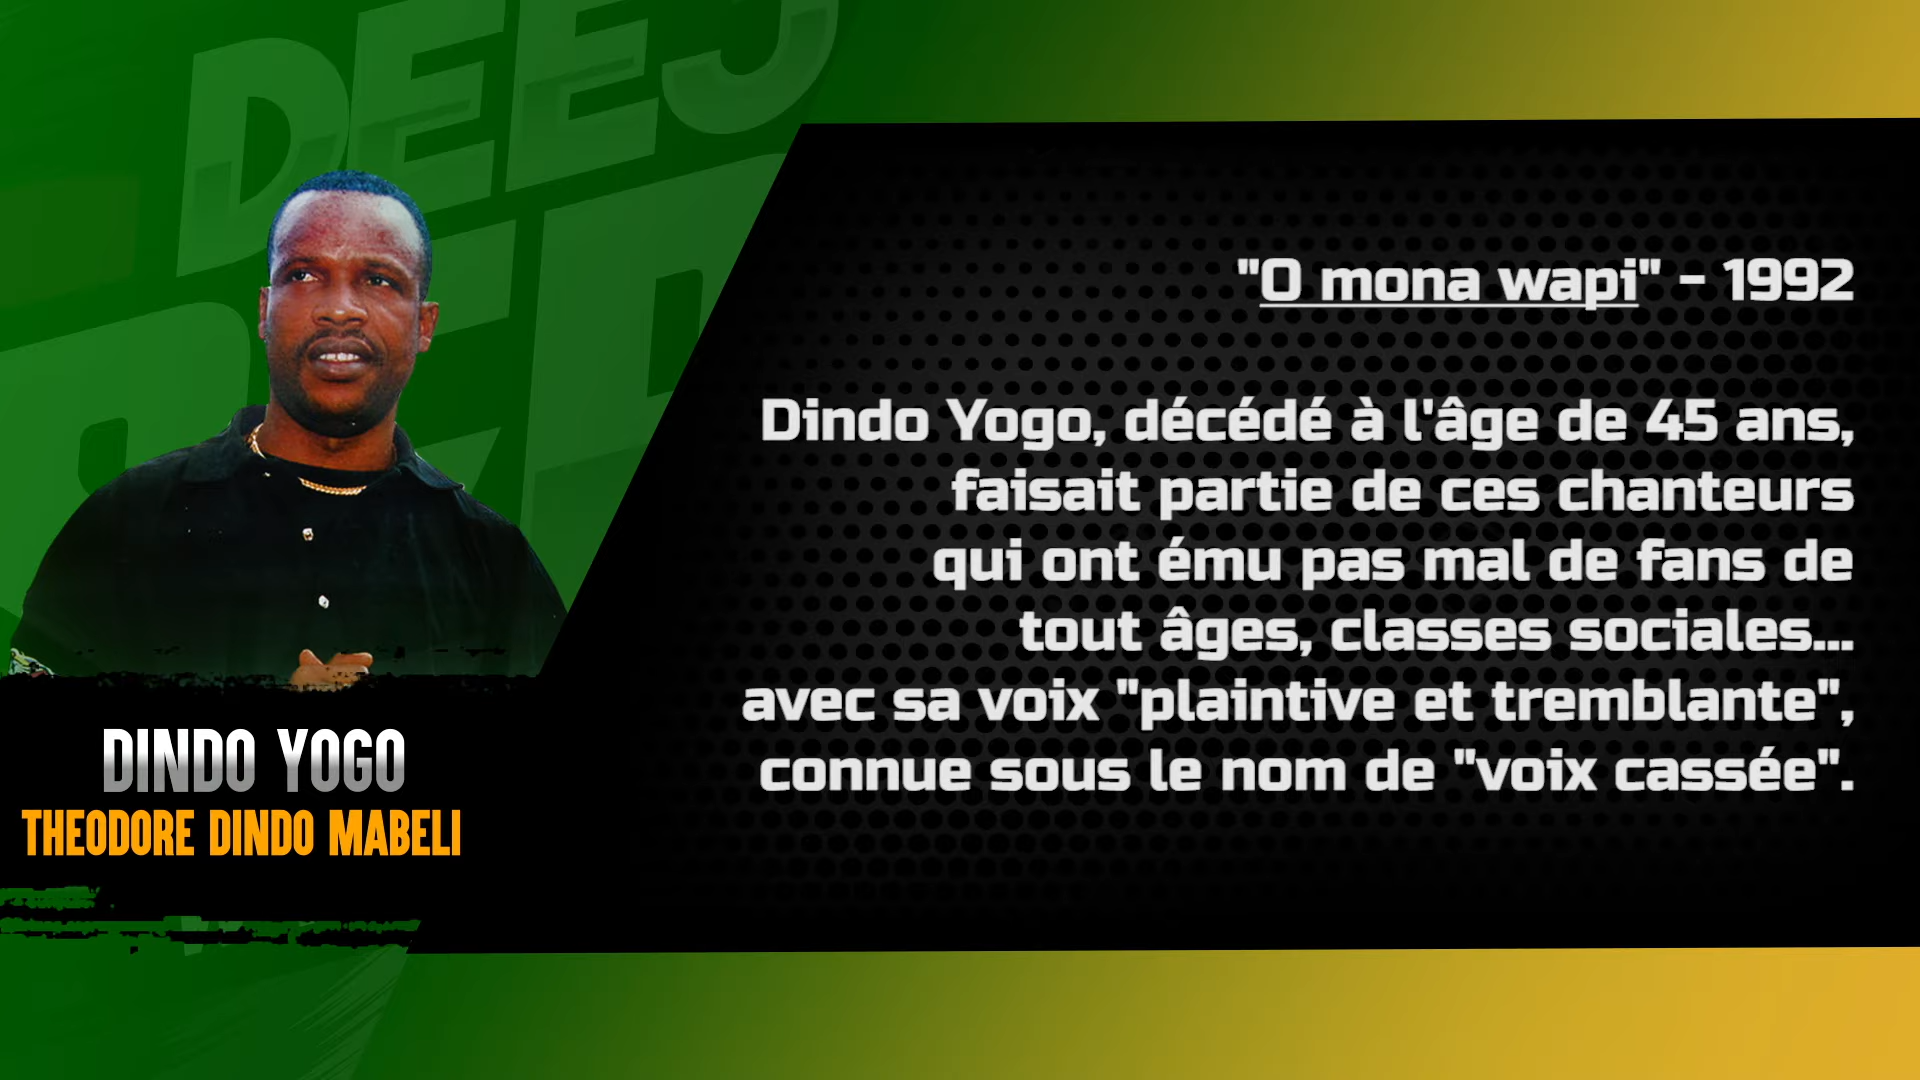 DEEJ
"O mona wapi" - 1992
Dindo Yogo, décédé à l'âge de 45 ans,
faisait partie de ces chanteurs
qui ont ému pas mal de fans de
tout âges, classes sociales...
avec sa voix "plaintive et tremblante",
connue sous le nom de "voix cassée".
DINDO YOGO
THEODORE DINDO MABELI